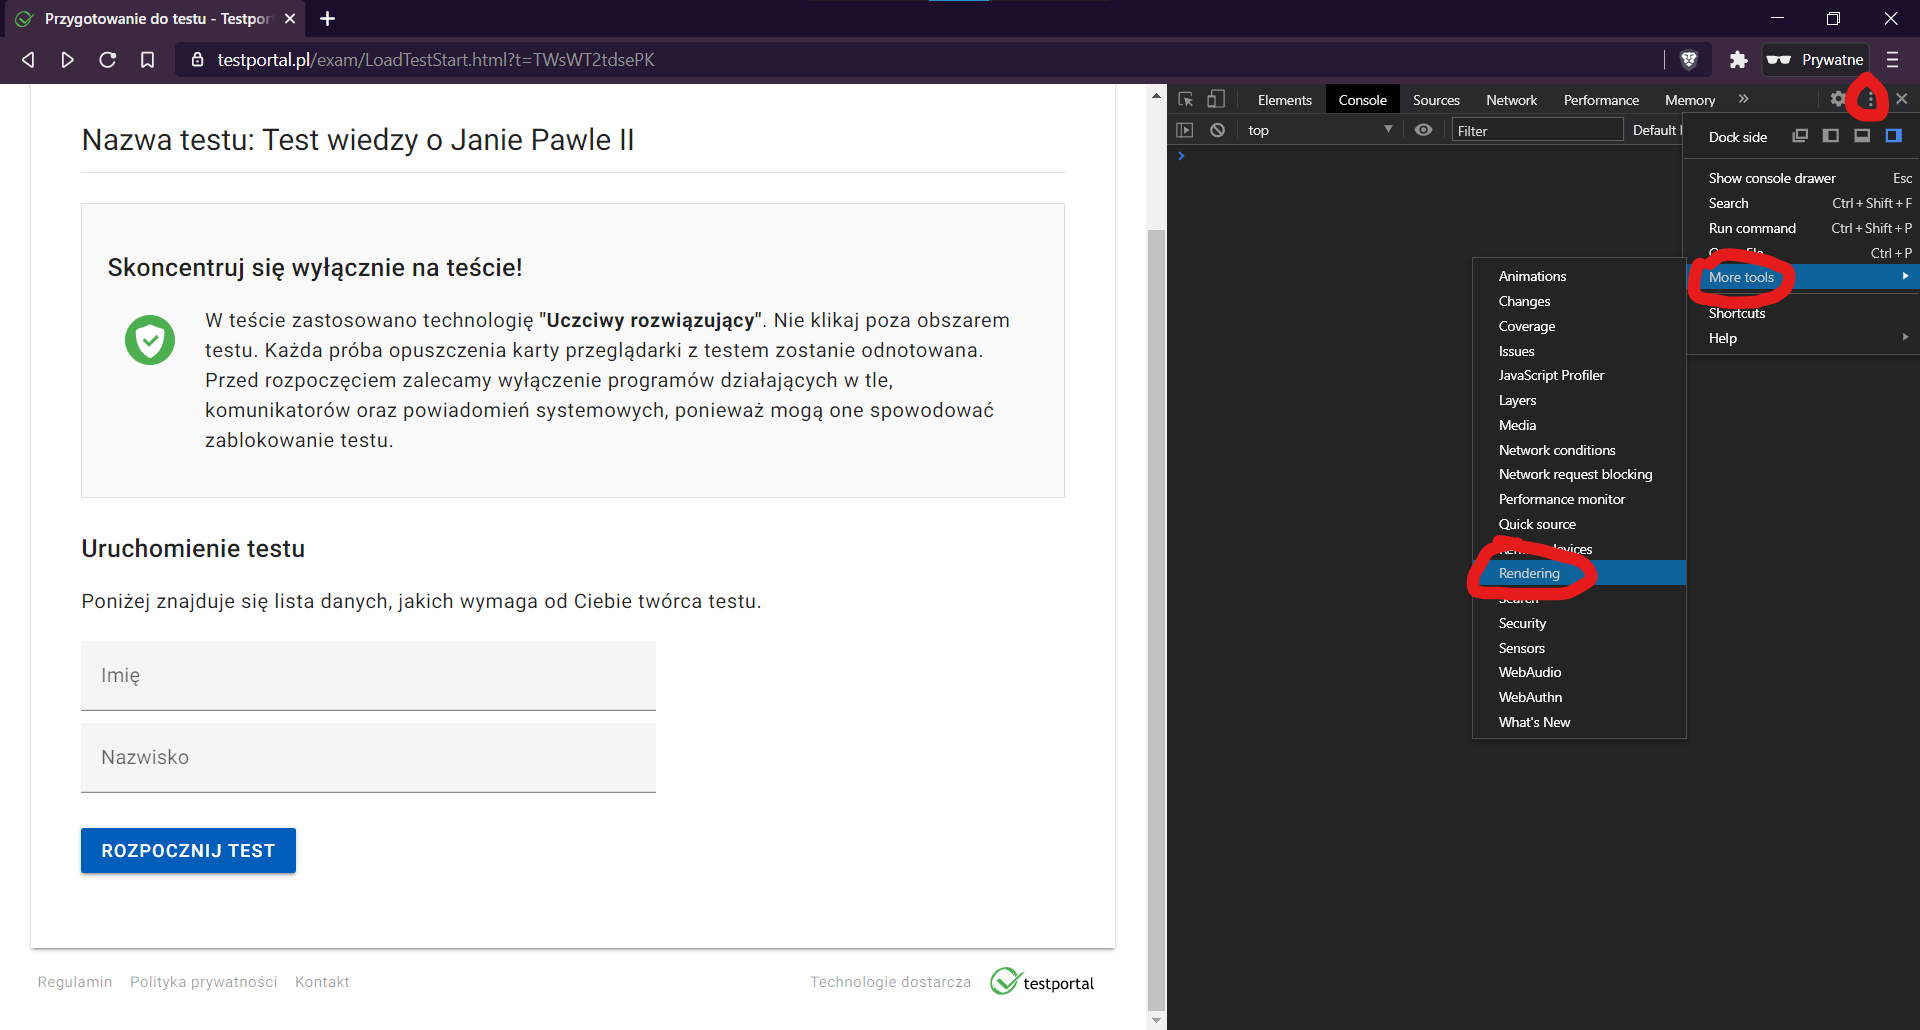 Przygotowanie do testu - Testpor
testportal.pl/exam/LoadTestStart.html?t=TWsWT2tdsePK
Prywatne
Nazwa testu: Test wiedzy o Janie Pawle II
Skoncentruj się wyłącznie na teście!
W teście zastosowano technologię "Uczciwy rozwiązujący". Nie klikaj poza obszarem
testu. Każda próba opuszczenia karty przeglądarki z testem zostanie odnotowana.
Przed rozpoczęciem zalecamy wyłączenie programów działających w tle,
komunikatorów oraz powiadomień systemowych, ponieważ mogą one spowodować
zablokowanie testu.
Uruchomienie testu
Poniżej znajduje się lista danych, jakich wymaga od Ciebie twórca testu.
Imię
Nazwisko
ROZPOCZNIJ TEST
Regulamin Polityka prywatności Kontakt
Technologie dostarcza testportal
Elements Console Sources Network Performance Memory
top Filter Default
Dock side
Show console drawer Esc
Search Ctrl + Shift + F
Run command Ctrl + Shift + P
Ctrl + P
More tools
Shortcuts
Help
Animations
Changes
Coverage
Issues
JavaScript Profiler
Layers
Media
Network conditions
Network request blocking
Performance monitor
Quick source
Rendering
Search
Security
Sensors
WebAudio
WebAuthn
What's New